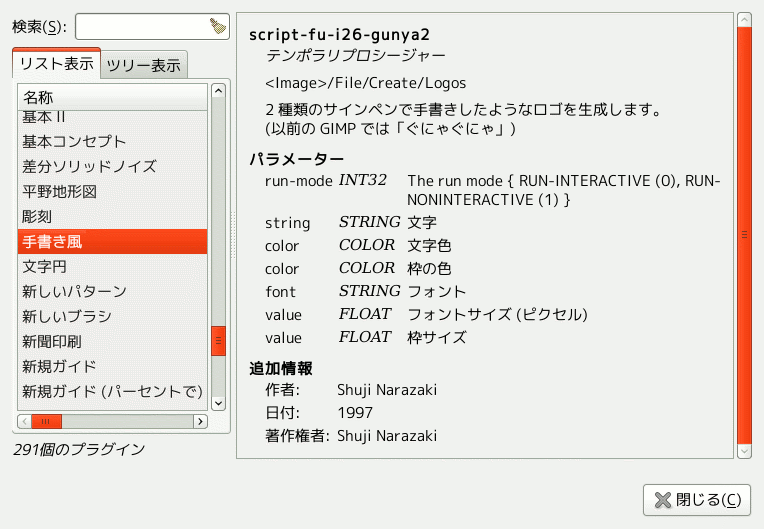 検索(S):
リスト表示 ツリー表示
名称
基本 II
基本コンセプト
差分ソリッドノイズ
平野地形図
彫刻
手書き風
文字円
新しいパターン
新しいブラシ
新聞印刷
新規ガイド
新規ガイド (パーセントで)
291個のプラグイン
script-fu-i26-gunya2
テンポラリプロシージャー
<Image>/File/Create/Logos
2 種類のサインペンで手書きしたようなロゴを生成します。
(以前の GIMP では「ぐにゃぐにゃ」)
パラメーター
run-mode INT32 The run mode { RUN-INTERACTIVE (0), RUN-
NONINTERACTIVE (1) }
string STRING 文字
color COLOR 文字色
color COLOR 枠の色
font STRING フォント
value FLOAT フォントサイズ (ピクセル)
value FLOAT 枠サイズ
追加情報
作者: Shuji Narazaki
日付: 1997
著作権者: Shuji Narazaki
閉じる(C)